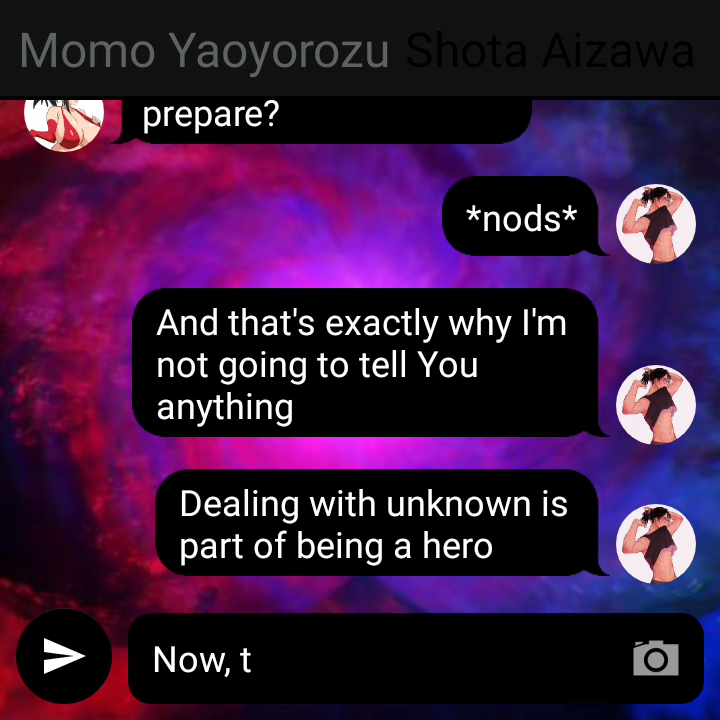 Momo Yaoyorozu Shota Aizawa
prepare?
*nods*
And that's exactly why I'm
not going to tell You
anything
Dealing with unknown is
part of being a hero
Now, t